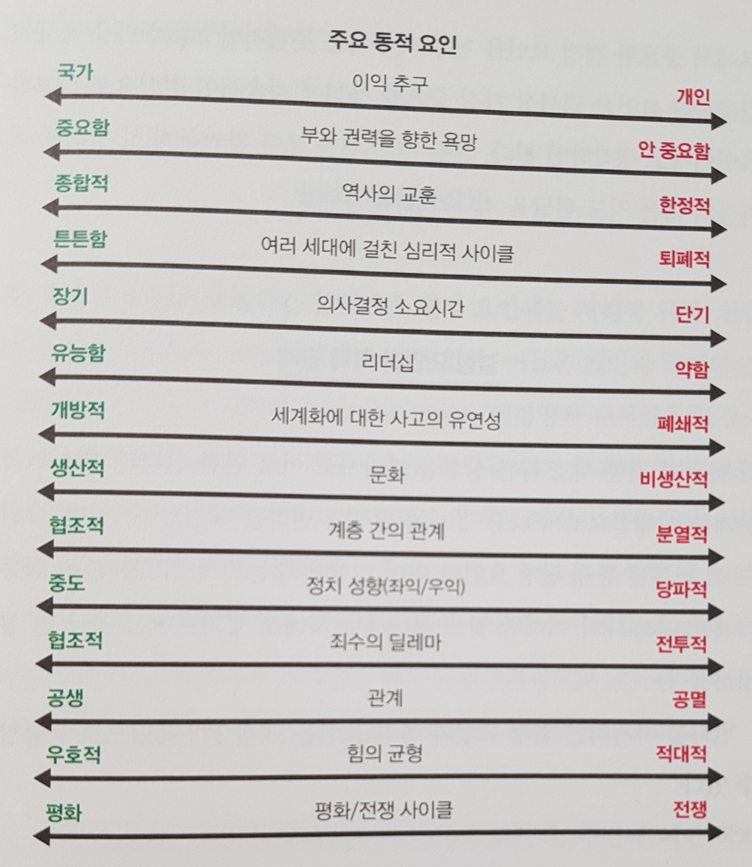 주요 동적 요인
국가 이익 추구 개인
중요함 부와 권력을 향한 욕망 안 중요함
종합적 역사의 교훈 한정적
튼튼함 여러 세대에 걸친 심리적 사이클 퇴폐적
장기 의사결정 소요시간 단기
유능함 리더십 약함
개방적 세계화에 대한 사고의 유연성 폐쇄적
생산적 문화 비생산적
협조적 계층 간의 관계 분열적
중도 정치 성향(좌익/우익) 당파적
협조적 죄수의 딜레마 전투적
공생 관계 공멸
우호적 힘의 균형 적대적
평화 평화/전쟁 사이클 전쟁